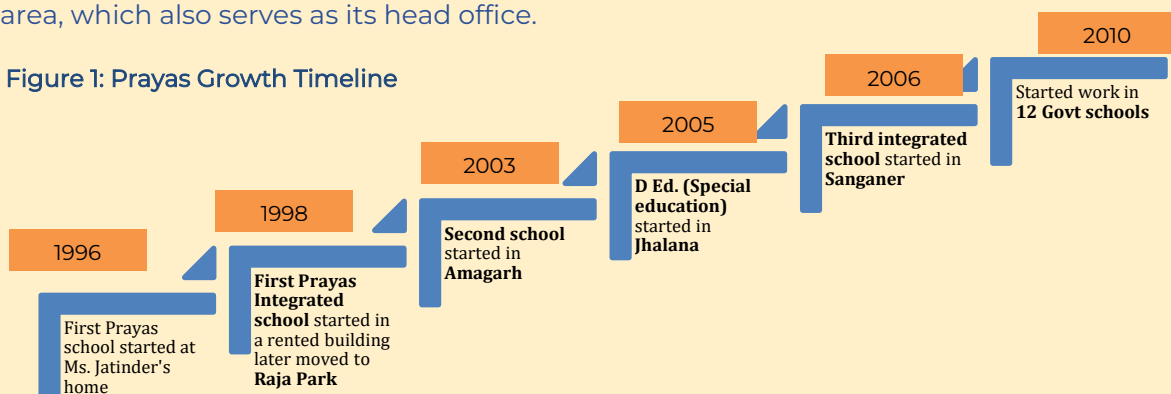 area, which also serves as its head office.
Figure 1: Prayas Growth Timeline
1996
First Prayas
school started at
Ms. Jatinder's
home
1998
First Prayas
Integrated
school started in
a rented building
later moved to
Raja Park
2003
Second school
started in
Amagarh
2005
D Ed. (Special
education)
started in
Jhalana
2006
Third integrated
school started in
Sanganer
2010
Started work in
12 Govt schools